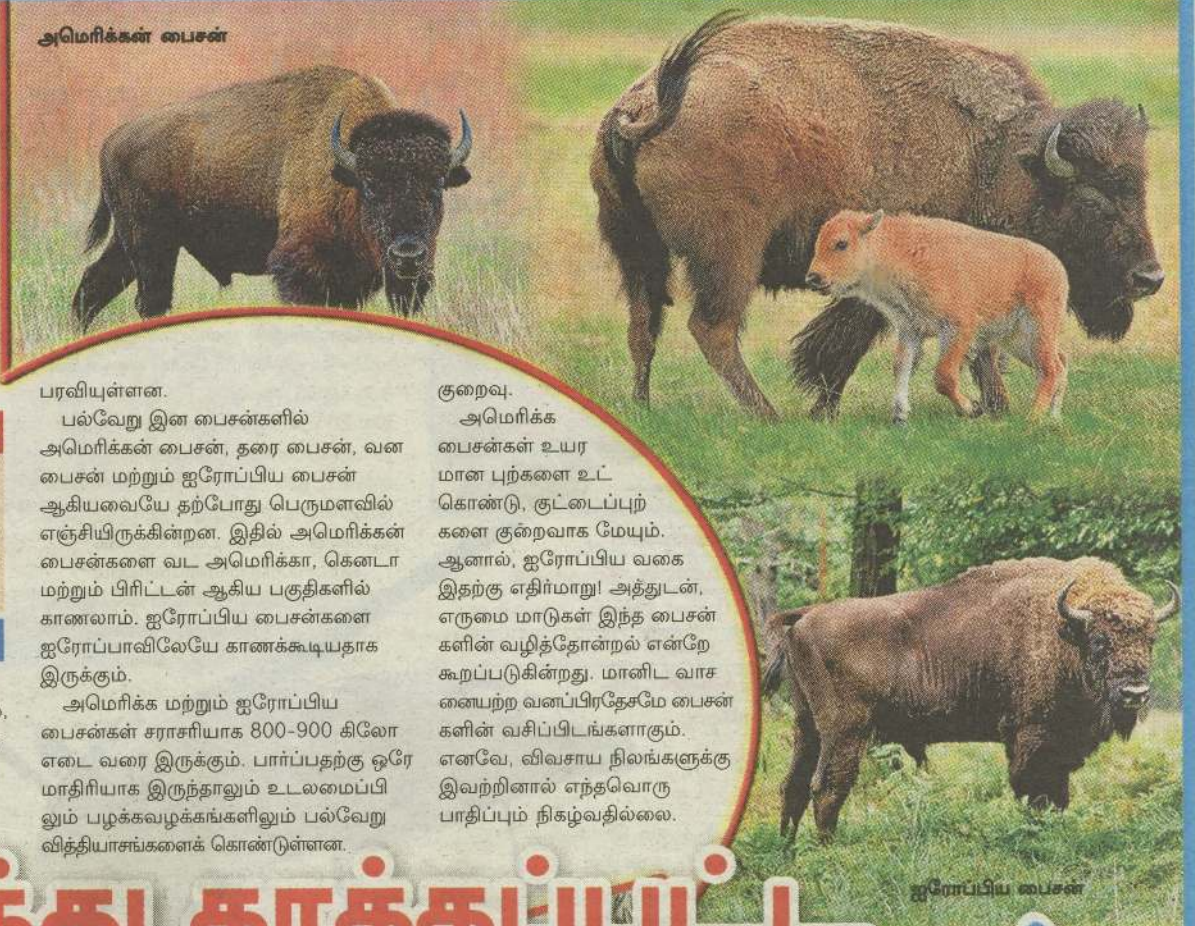 அமெரிக்கன் பைசன்
பரவியுள்ளன.
பல்வேறு இன பைசன்களில்
அமெரிக்கன் பைசன், தரை பைசன், வன
பைசன் மற்றும் ஐரோப்பிய பைசன்
ஆகியவையே தற்போது பெருமளவில்
எஞ்சியிருக்கின்றன. இதில் அமெரிக்கன்
பைசன்களை வட அமெரிக்கா, கெனடா
மற்றும் பிரிட்டன் ஆகிய பகுதிகளில்
காணலாம். ஐரோப்பிய பைசன்களை
ஐரோப்பாவிலேயே காணக்கூடியதாக
இருக்கும்.
அமெரிக்க மற்றும் ஐரோப்பிய
பைசன்கள் சராசரியாக 800-900 கிலோ
எடை வரை இருக்கும். பார்ப்பதற்கு ஒரே
மாதிரியாக இருந்தாலும் உடலமைப்பி
லும் பழக்கவழக்கங்களிலும் பல்வேறு
வித்தியாசங்களைக் கொண்டுள்ளன.
குறைவு.
அமெரிக்க
பைசன்கள் உயர
மான புற்களை உட்
கொண்டு, குட்டைப்புற்
களை குறைவாக மேயும்.
ஆனால், ஐரோப்பிய வகை
இதற்கு எதிர்மாறு! அத்துடன்,
எருமை மாடுகள் இந்த பைசன்
களின் வழித்தோன்றல் என்றே
கூறப்படுகின்றது. மானிட வாச
னையற்ற வனப்பிரதேசமே பைசன்
களின் வசிப்பிடங்களாகும்.
எனவே, விவசாய நிலங்களுக்கு
இவற்றினால் எந்தவொரு
பாதிப்பும் நிகழ்வதில்லை.
ஐரோப்பிய பைசன்